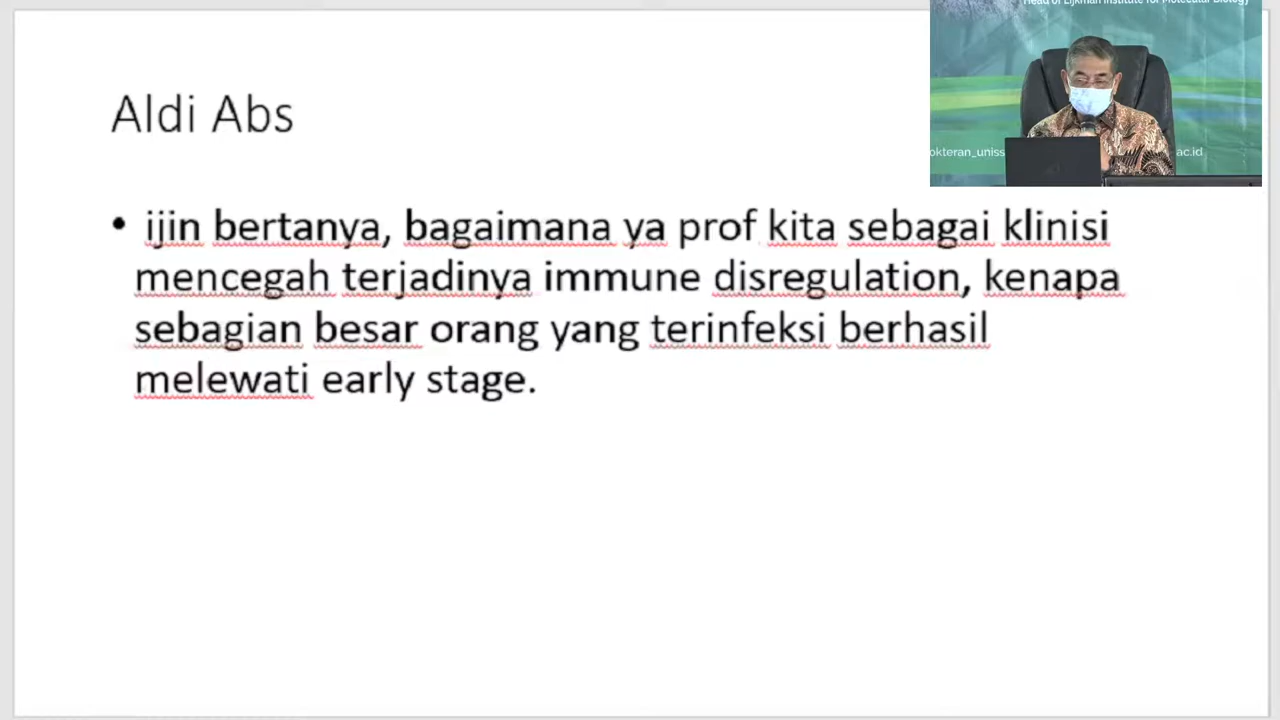 Head of Eijkman Institute for Molecular Biology
Aldi Abs
okteran_uniss
ac.id
• ijin bertanya, bagaimana ya prof kita sebagai klinisi
mencegah terjadinya immune disregulation, kenapa
sebagian besar orang yang terinfeksi berhasil
melewati early stage.